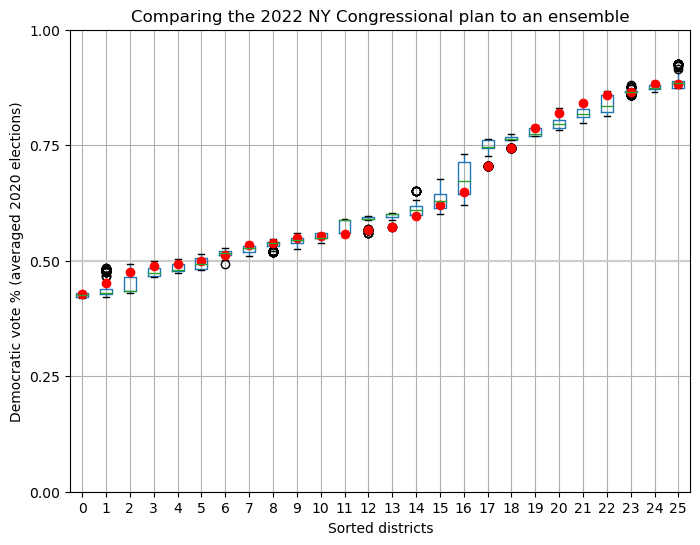 Comparing the 2022 NY Congressional plan to an ensemble
1.00
0.75
0.50
0.25
0.00
Democratic vote % (averaged 2020 elections)
0 1 2 3 4 5 6 7 8 9 10 11 12 13 14 15 16 17 18 19 20 21 22 23 24 25
Sorted districts